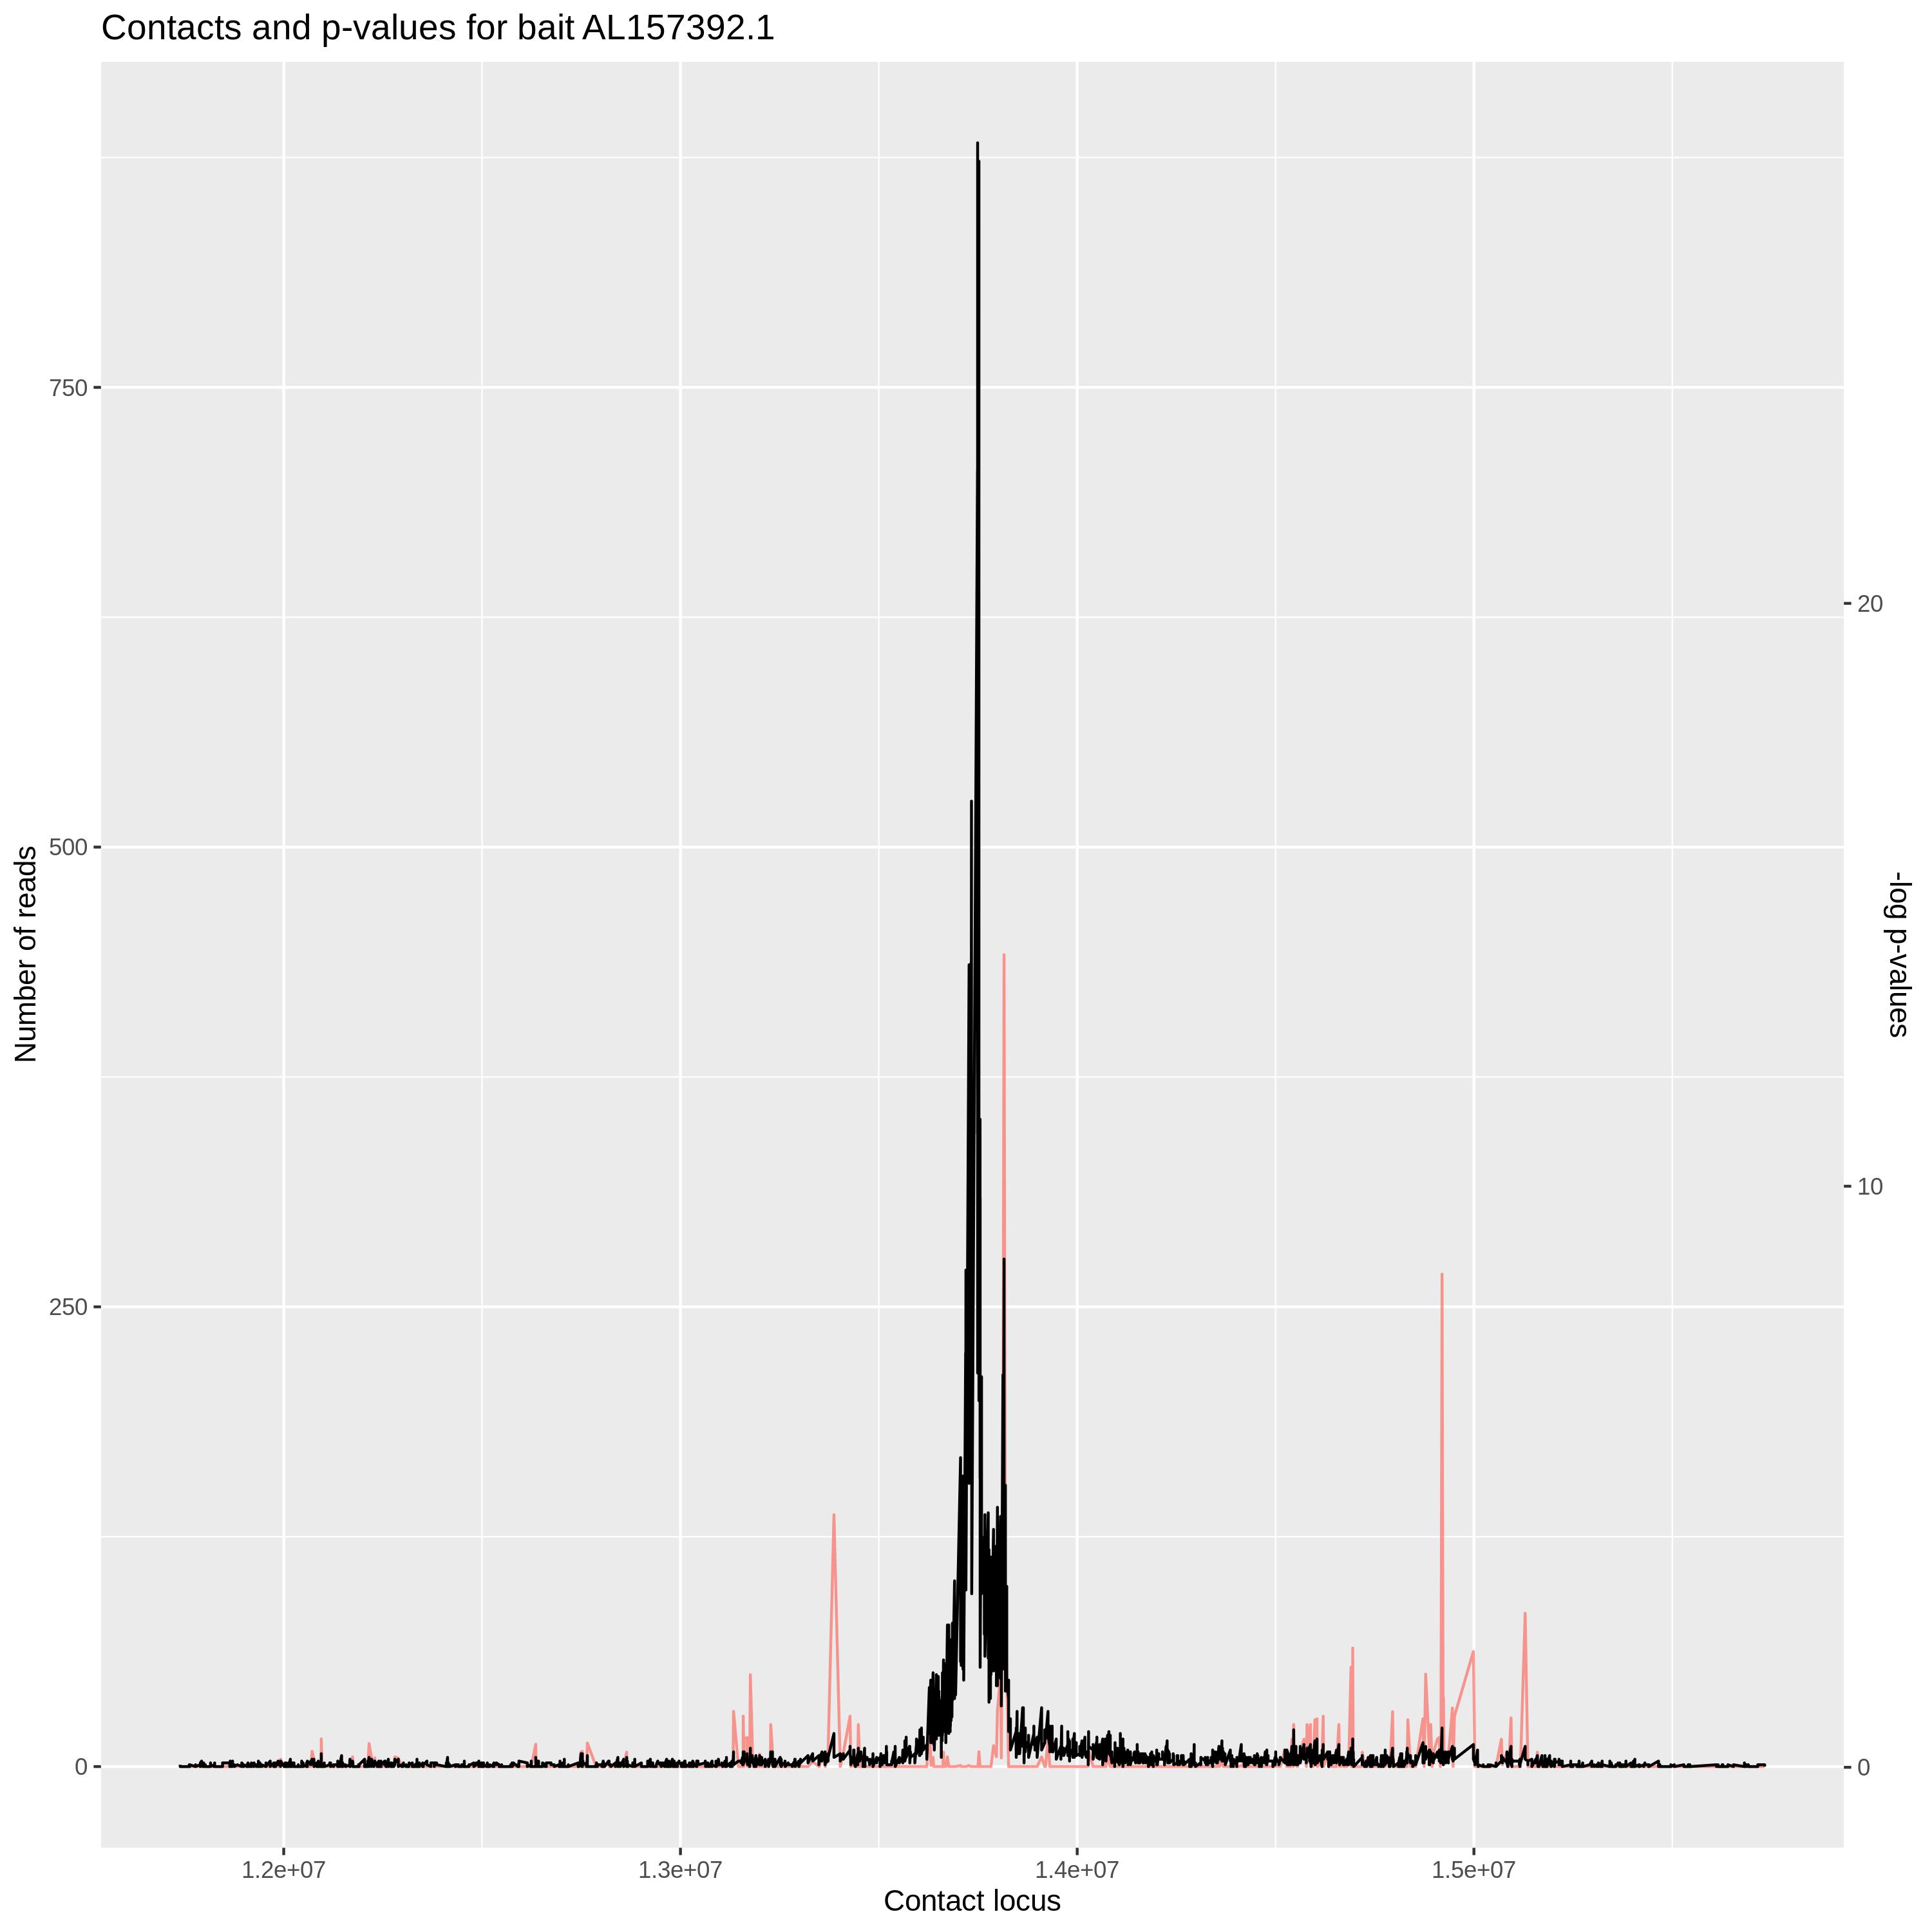 Contacts and p-values for bait AL157392.1
Number of reads
750
500
250
0
20
10
0
-log p-values
1.2e+07 1.3e+07 1.4e+07 1.5e+07
Contact locus